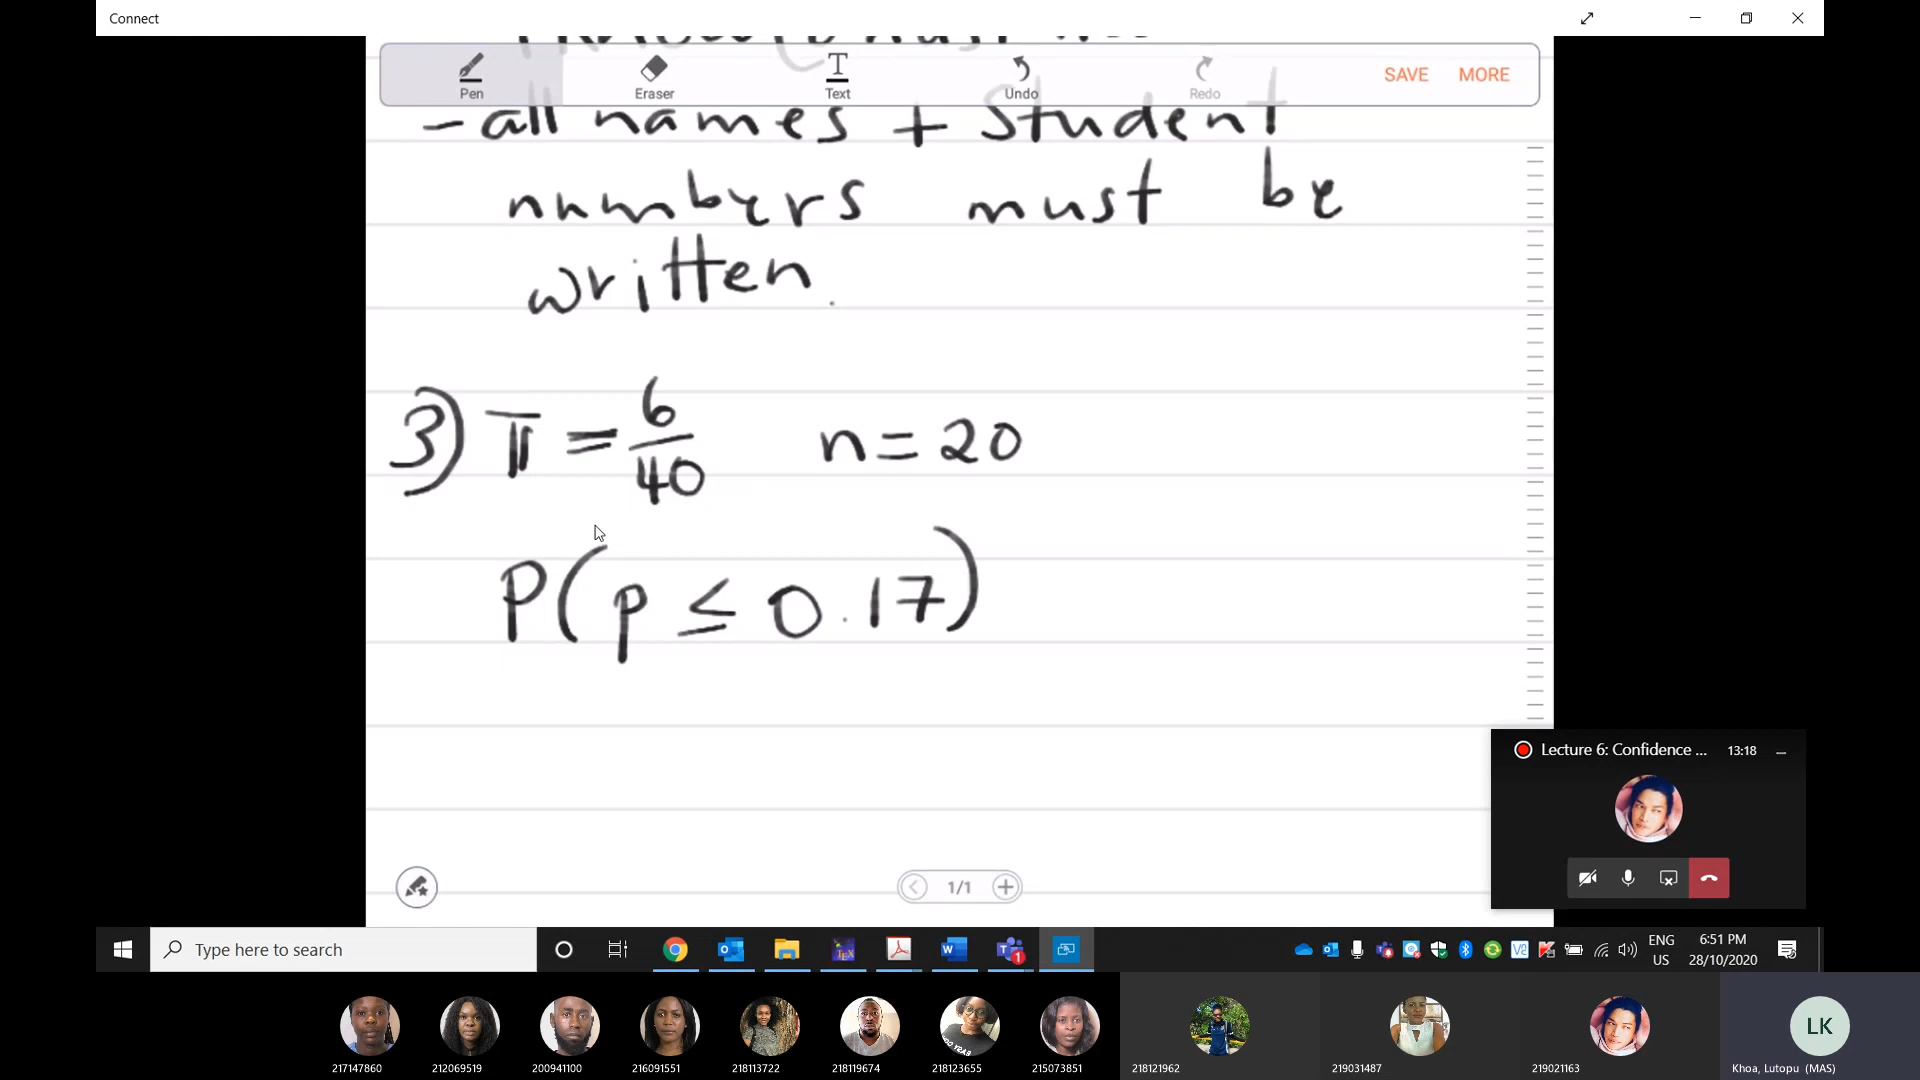 Connect
Pen
Eraser
T
Text
Undo
Redo
SAVE
MORE
- all names + student
numbers must be
written.
3) π = 6/40 n = 20
P(p ≤ 0.17)
1/1
Lecture 6: Confidence ... 13:18
Type here to search
1
ENG
US
6:51 PM
28/10/2020
LK
217147860
212069519
200941100
216091551
218113722
218119674
218123655
215073851
218121962
219031487
219021163
Khoa, Lutopu (MAS)